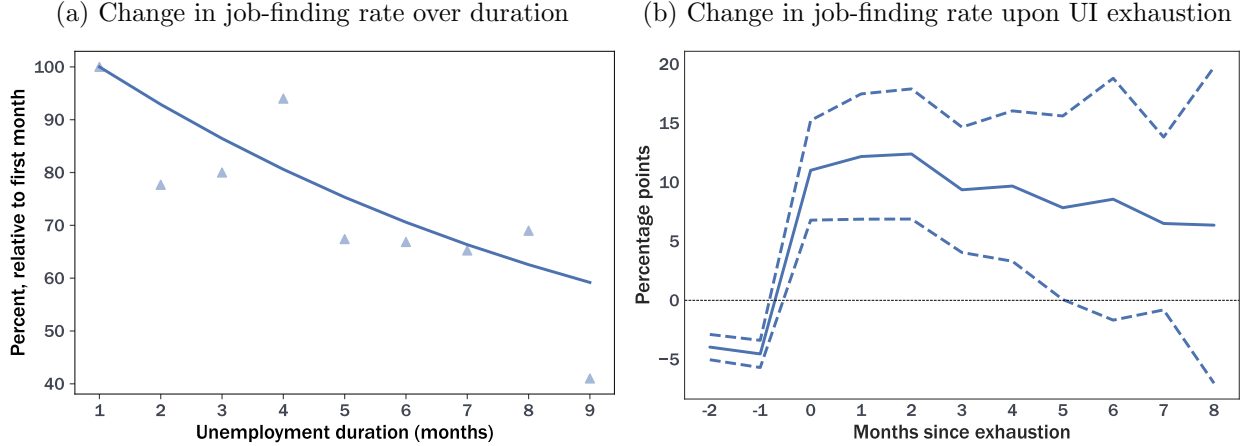 (a) Change in job-finding rate over duration
100
90
80
70
60
50
40
Percent, relative to first month
1 2 3 4 5 6 7 8 9
Unemployment duration (months)
(b) Change in job-finding rate upon UI exhaustion
20
15
10
5
0
−5
Percentage points
-2 -1 0 1 2 3 4 5 6 7 8
Months since exhaustion